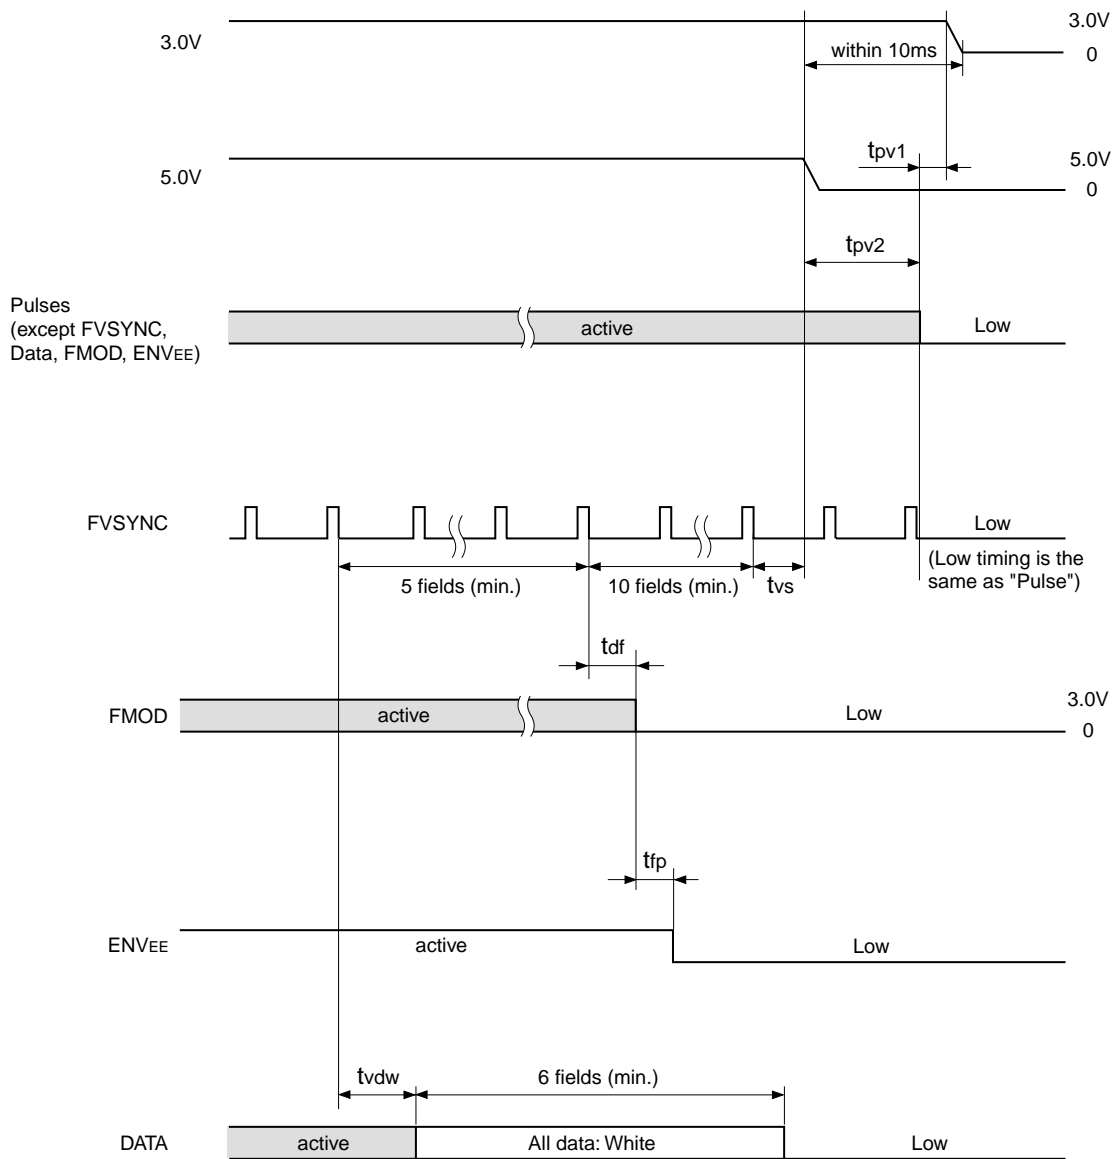 3.0V
3.0V
within 10ms
0
tpv1
5.0V
5.0V
0
tpv2
Pulses
(except FVSYNC,
Data, FMOD, ENVEE)
active
Low
FVSYNC
Low
(Low timing is the
same as "Pulse")
5 fields (min.)
10 fields (min.)
tvs
tdf
FMOD
active
Low
3.0V
0
tfp
ENVEE
active
Low
tvdw
6 fields (min.)
DATA
active
All data: White
Low